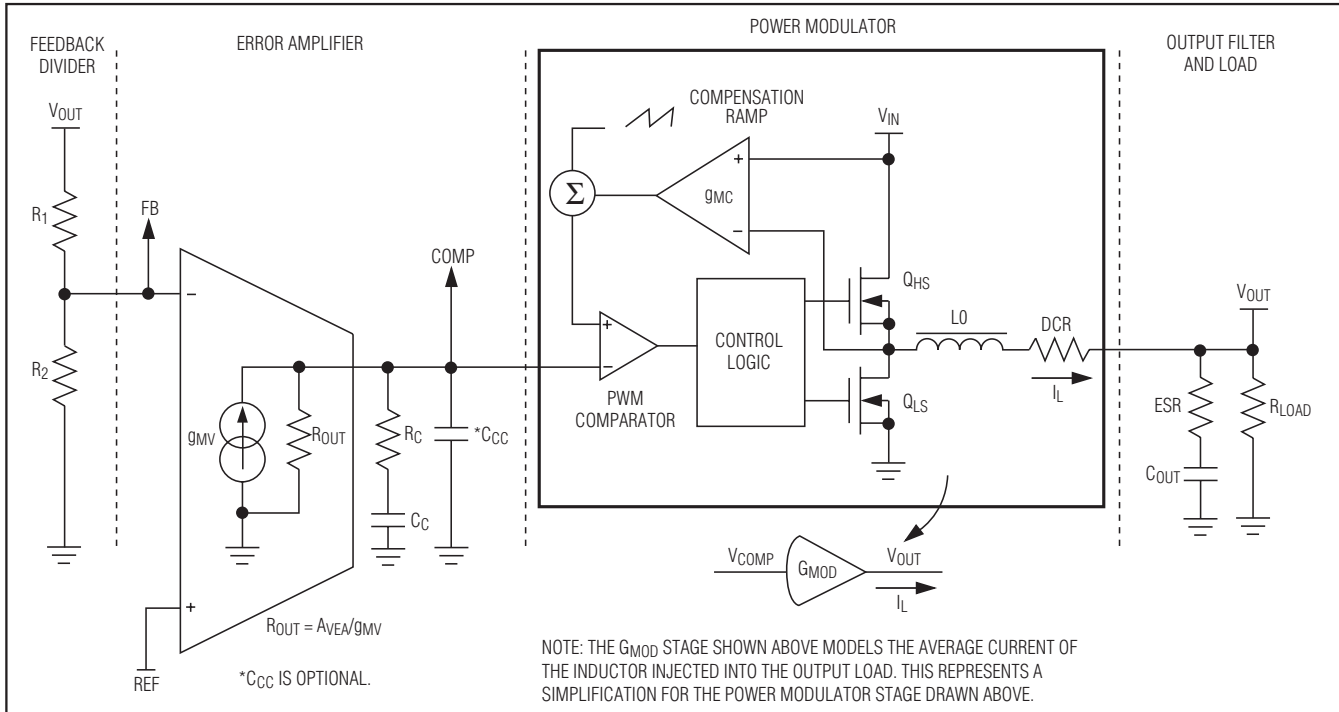 FEEDBACK
DIVIDER
ERROR AMPLIFIER
POWER MODULATOR
OUTPUT FILTER
AND LOAD
VOUT
R1
FB
R2
COMP
gMV
ROUT
RC
*CCC
CC
ROUT = AVEA/gMV
*CCC IS OPTIONAL.
REF
COMPENSATION
RAMP
Σ
gMC
VIN
PWM
COMPARATOR
CONTROL
LOGIC
QHS
QLS
L0
DCR
IL
VOUT
ESR
COUT
RLOAD
VCOMP
GMOD
VOUT
IL
NOTE: THE GMOD STAGE SHOWN ABOVE MODELS THE AVERAGE CURRENT OF
THE INDUCTOR INJECTED INTO THE OUTPUT LOAD. THIS REPRESENTS A
SIMPLIFICATION FOR THE POWER MODULATOR STAGE DRAWN ABOVE.